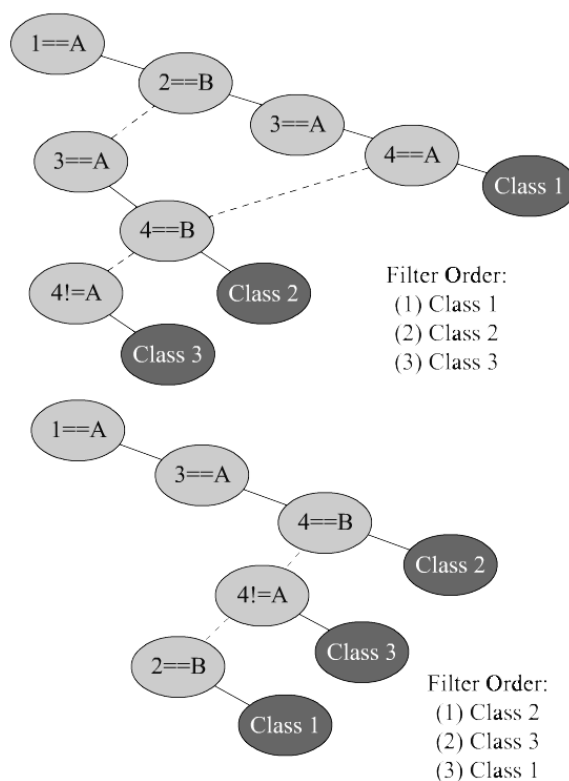 1==A
2==B
3==A
4==A
Class 1
3==A
4==B
4!=A
Class 2
Class 3
Filter Order:
(1) Class 1
(2) Class 2
(3) Class 3
1==A
3==A
4==B
Class 2
4!=A
Class 3
2==B
Class 1
Filter Order:
(1) Class 2
(2) Class 3
(3) Class 1